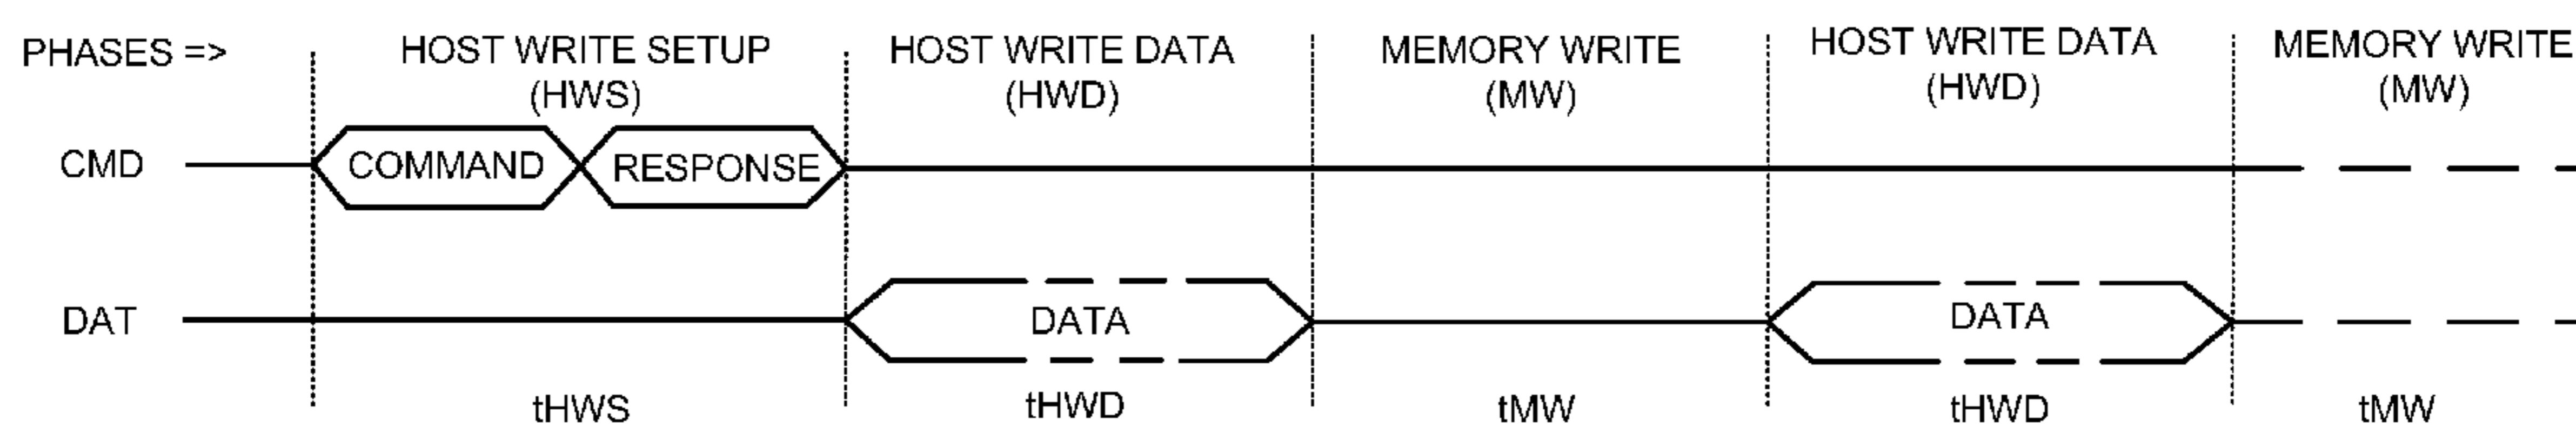 PHASES => HOST WRITE SETUP HOST WRITE DATA MEMORY WRITE HOST WRITE DATA MEMORY WRITE
(HWS) (HWD) (MW) (HWD) (MW)
CMD COMMAND RESPONSE
DAT DATA DATA
tHWS tHWD tMW tHWD tMW